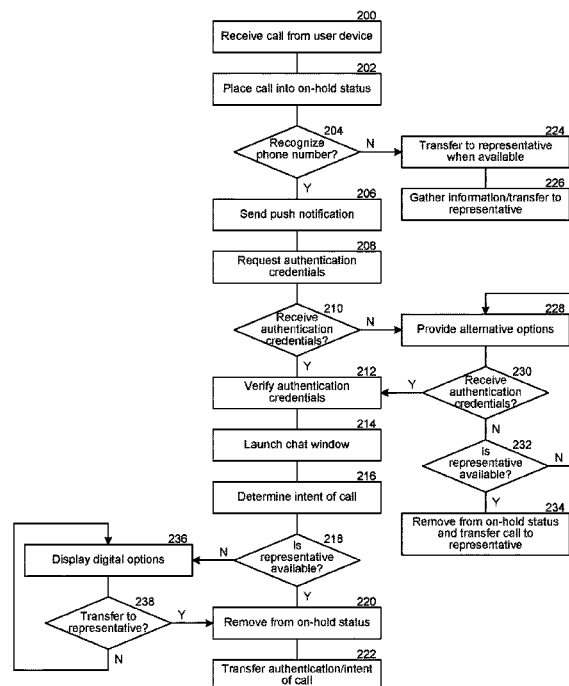 200
Receive call from user device
202
Place call into on-hold status
204
Recognize
phone number?
N
Y
224
Transfer to representative
when available
226
Gather information/transfer to
representative
206
Send push notification
208
Request authentication
credentials
210
Receive
authentication
credentials?
N
Y
228
Provide alternative options
212
Verify authentication
credentials
230
Receive
authentication
credentials?
Y
N
214
Launch chat window
232
Is
representative
available?
N
Y
216
Determine intent of call
234
Remove from on-hold status
and transfer call to
representative
218
Is
representative
available?
N
Y
236
Display digital options
238
Transfer to
representative?
Y
N
220
Remove from on-hold status
222
Transfer authentication/intent
of call